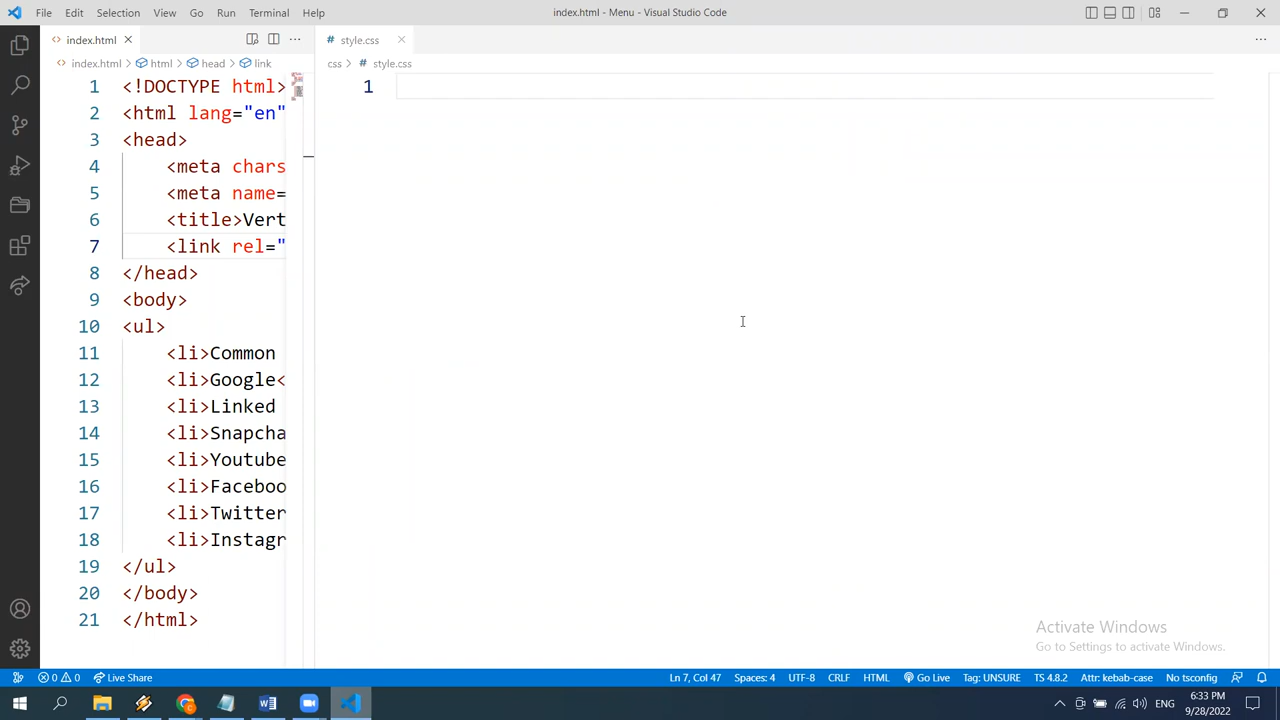 File Edit Selection View Go Run Terminal Help
index.html - Menu - Visual Studio Code
index.html
style.css
index.html > html > head > link
css > style.css
1 <!DOCTYPE html>
2 <html lang="en"
3 <head>
4 <meta chars
5 <meta name=
6 <title>Vert
7 <link rel="
8 </head>
9 <body>
10 <ul>
11 <li>Common
12 <li>Google<
13 <li>Linked
14 <li>Snapcha
15 <li>Youtube
16 <li>Faceboo
17 <li>Twitter
18 <li>Instagr
19 </ul>
20 </body>
21 </html>
1
Activate Windows
Go to Settings to activate Windows.
0 0 Live Share
Ln 7, Col 47 Spaces: 4 UTF-8 CRLF HTML Go Live Tag: UNSURE TS 4.8.2 Attr: kebab-case No tsconfig
ENG
6:33 PM
9/28/2022